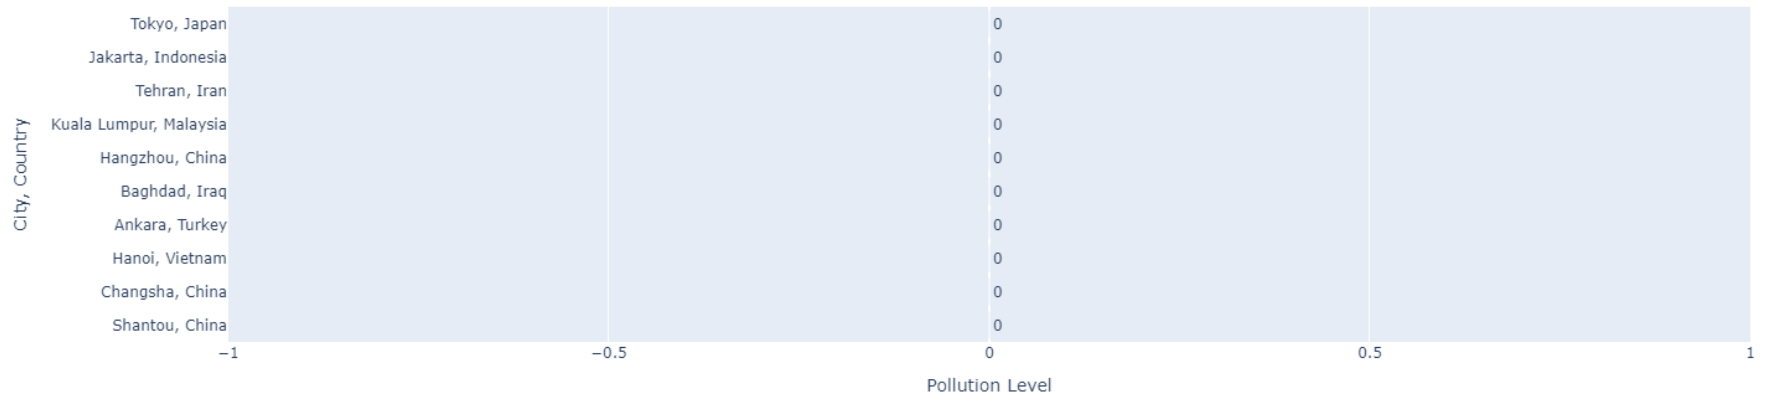 City, Country
Tokyo, Japan 0
Jakarta, Indonesia 0
Tehran, Iran 0
Kuala Lumpur, Malaysia 0
Hangzhou, China 0
Baghdad, Iraq 0
Ankara, Turkey 0
Hanoi, Vietnam 0
Changsha, China 0
Shantou, China 0
−1 −0.5 0 0.5 1
Pollution Level